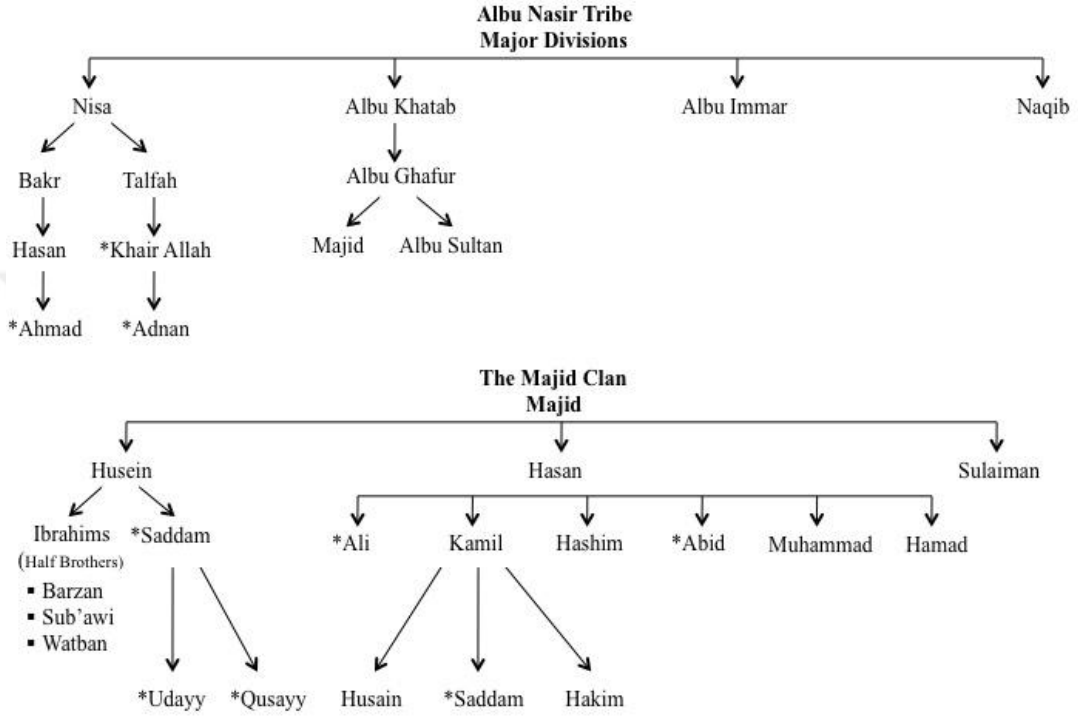 Albu Nasir Tribe
Major Divisions
Nisa Albu Khatab Albu Immar Naqib
Bakr Talfah Albu Ghafur
Hasan *Khair Allah Majid Albu Sultan
*Ahmad *Adnan
The Majid Clan
Majid
Husein Hasan Sulaiman
Ibrahims *Saddam *Ali Kamil Hashim *Abid Muhammad Hamad
(Half Brothers)
▪ Barzan
▪ Sub’awi
▪ Watban
*Udayy *Qusayy Husain *Saddam Hakim